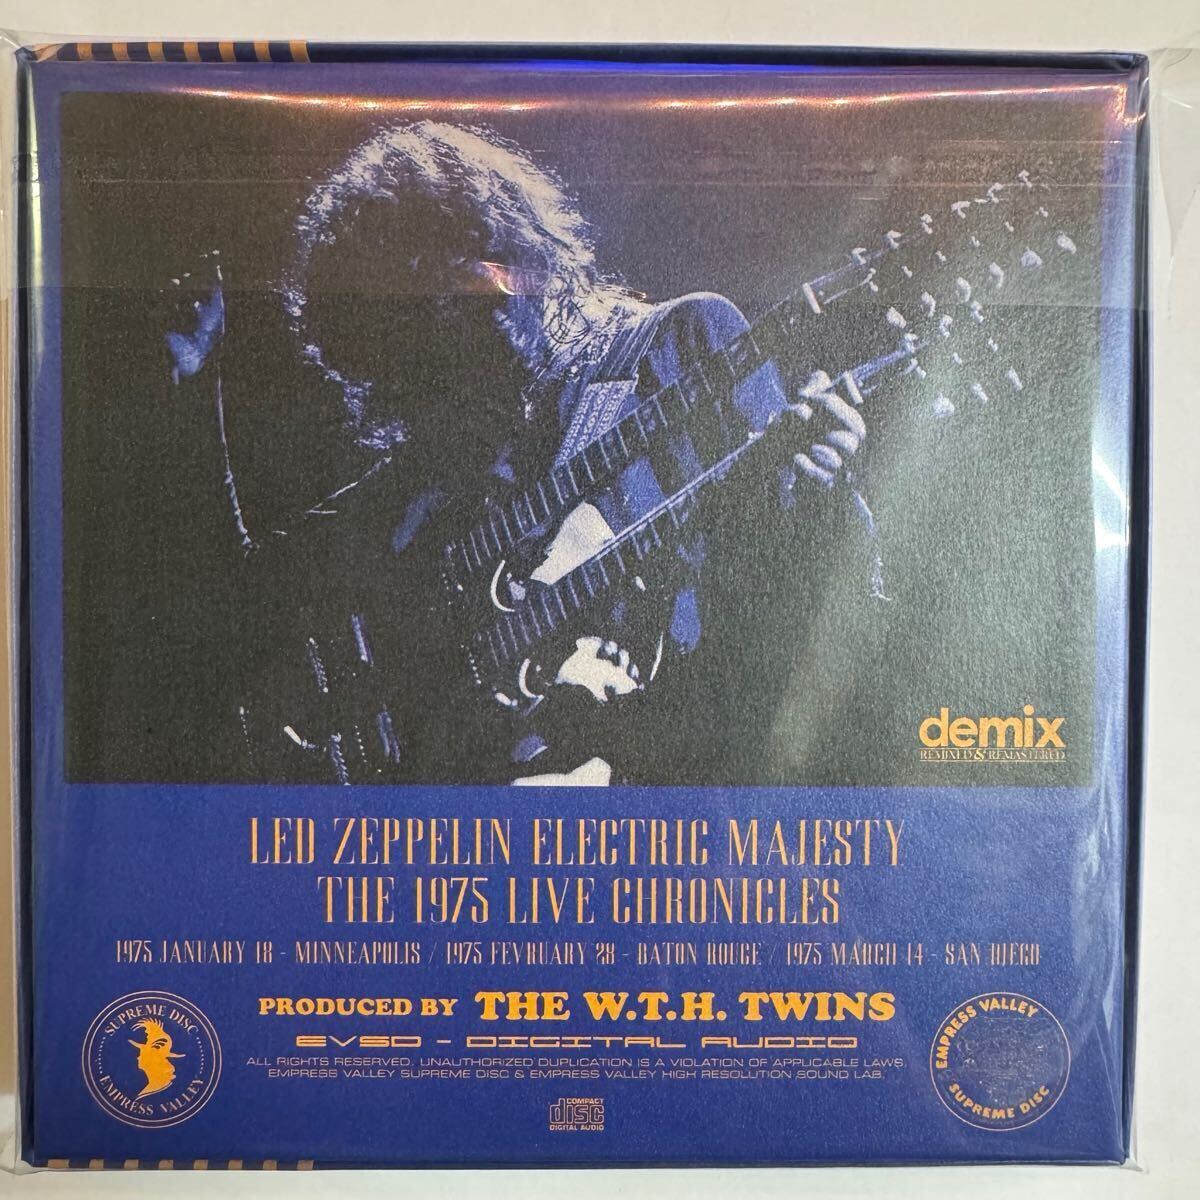 demix
REMIXED & REMASTERED
LED ZEPPELIN ELECTRIC MAJESTY
THE 1975 LIVE CHRONICLES
1975 JANUARY 18 - MINNEAPOLIS / 1975 FEVRUARY 28 - BATON ROUGE / 1975 MARCH 14 - SAN DIEGO
PRODUCED BY THE W.T.H. TWINS
EVSD - DIGITAL AUDIO
ALL RIGHTS RESERVED. UNAUTHORIZED DUPLICATION IS A VIOLATION OF APPLICABLE LAWS.
EMPRESS VALLEY SUPREME DISC & EMPRESS VALLEY HIGH RESOLUTION SOUND LAB.
SUPREME DISC
EMPRESS VALLEY
COMPACT
disc
DIGITAL AUDIO
EMPRESS VALLEY
SUPREME DISC